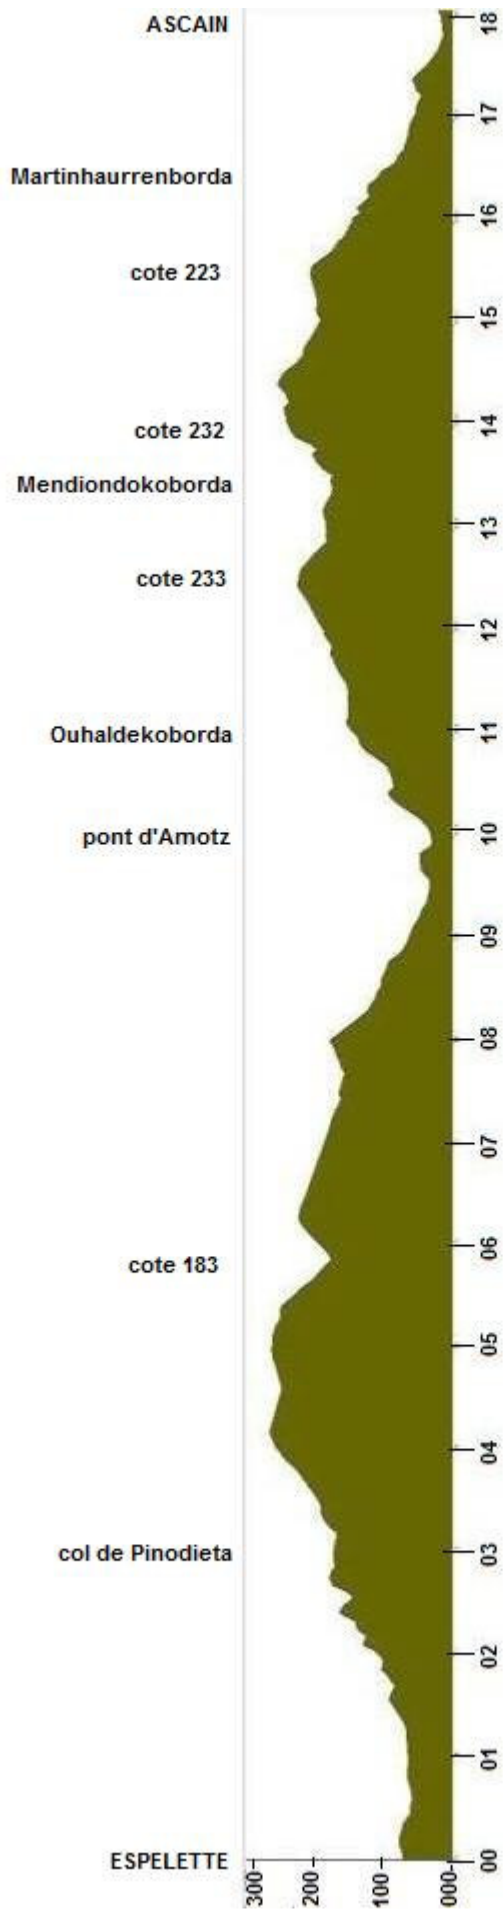 ASCAIN
Martinhaurrenborda
cote 223
cote 232
Mendiondokoborda
cote 233
Ouhaldekoborda
pont d'Amotz
cote 183
col de Pinodieta
ESPELETTE
18
17
16
15
14
13
12
11
10
09
08
07
06
05
04
03
02
01
00
300
200
100
000